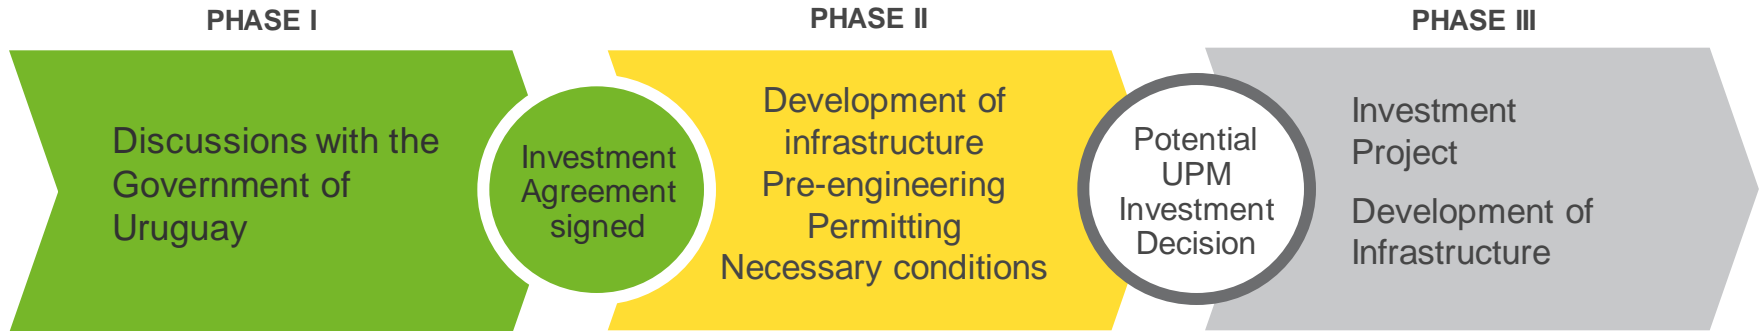 PHASE I
Discussions with the
Government of
Uruguay
Investment
Agreement
signed
PHASE II
Development of
infrastructure
Pre-engineering
Permitting
Necessary conditions
Potential
UPM
Investment
Decision
PHASE III
Investment
Project
Development of
Infrastructure